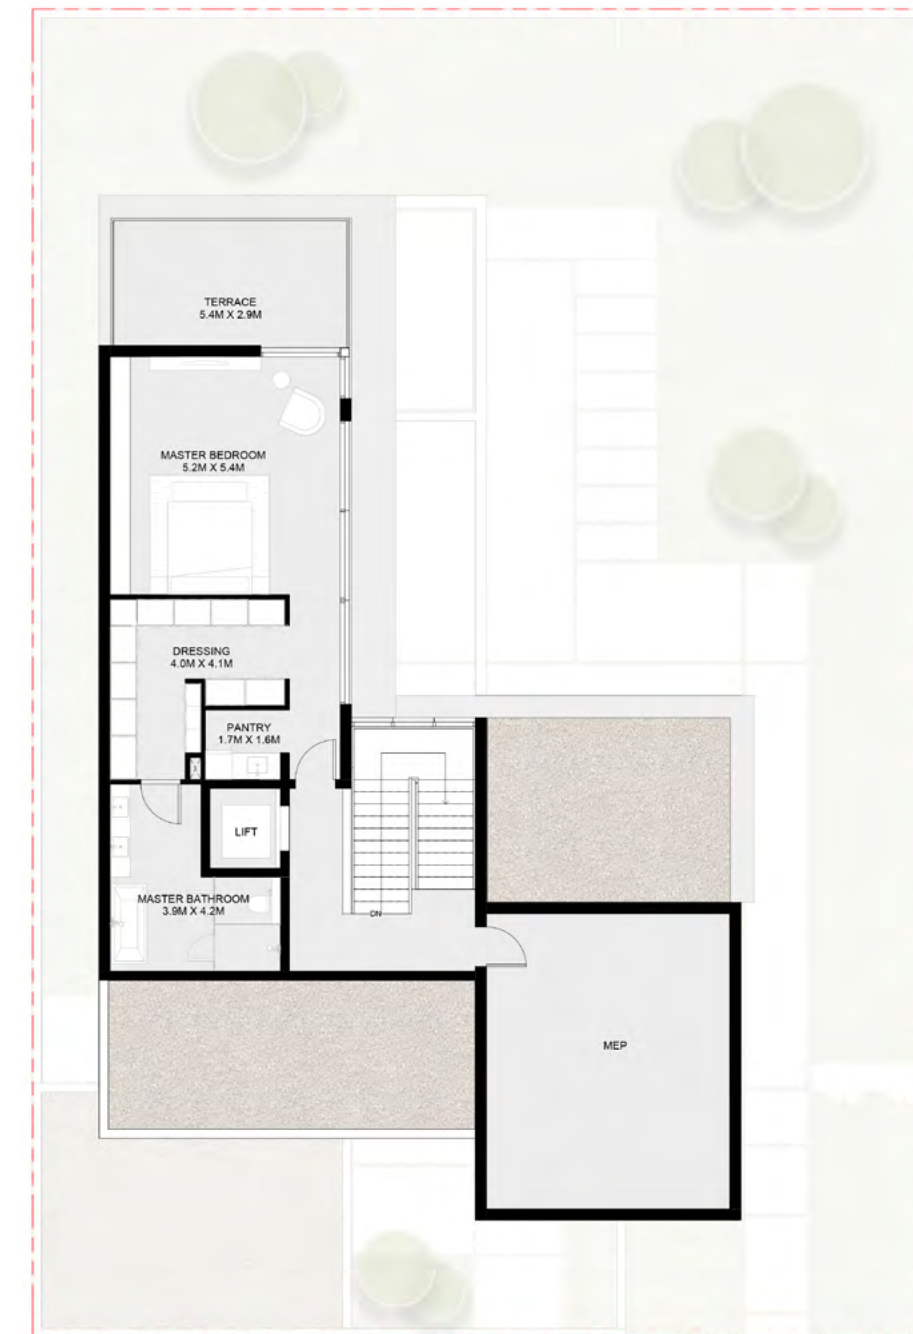 TERRACE
5.4M X 2.9M
MASTER BEDROOM
5.2M X 5.4M
DRESSING
4.0M X 4.1M
PANTRY
1.7M X 1.6M
LIFT
MASTER BATHROOM
3.9M X 4.2M
DN
MEP